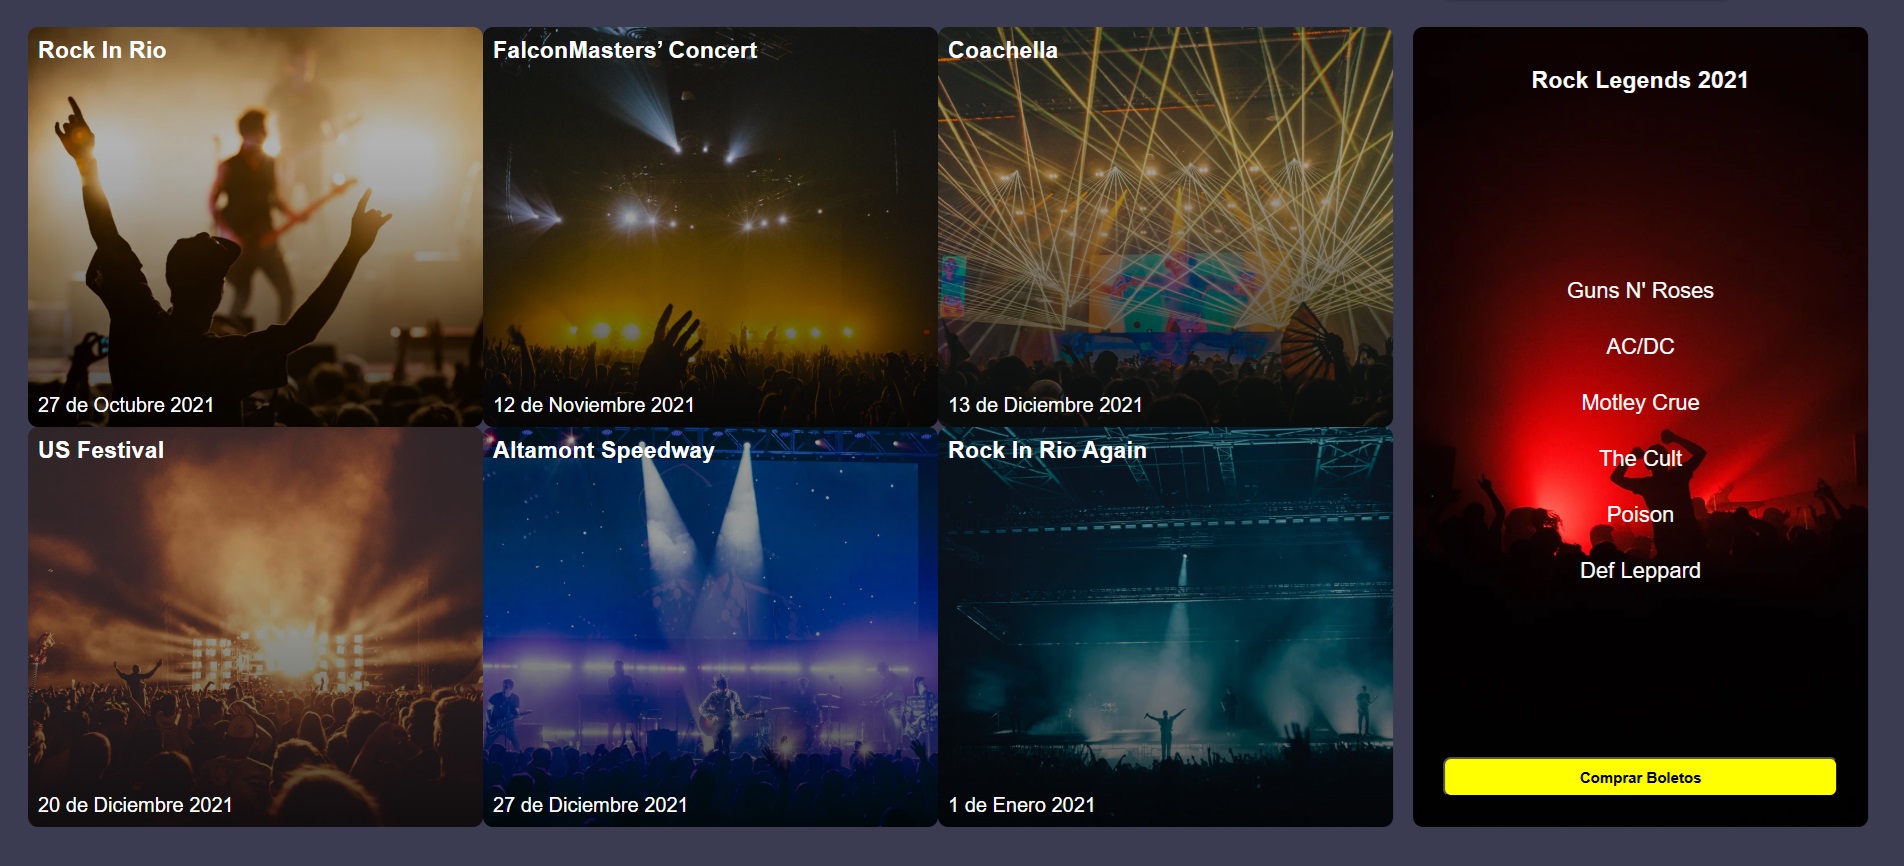 Rock In Rio
27 de Octubre 2021
FalconMasters’ Concert
12 de Noviembre 2021
Coachella
13 de Diciembre 2021
US Festival
20 de Diciembre 2021
Altamont Speedway
27 de Diciembre 2021
Rock In Rio Again
1 de Enero 2021
Rock Legends 2021
Guns N' Roses
AC/DC
Motley Crue
The Cult
Poison
Def Leppard
Comprar Boletos